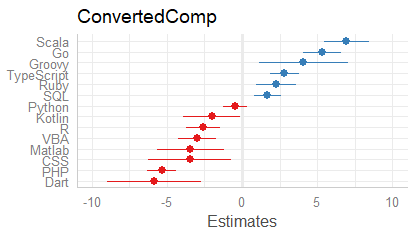 ConvertedComp
Scala
Go
Groovy
TypeScript
Ruby
SQL
Python
Kotlin
R
VBA
Matlab
CSS
PHP
Dart
-10 -5 0 5 10
Estimates